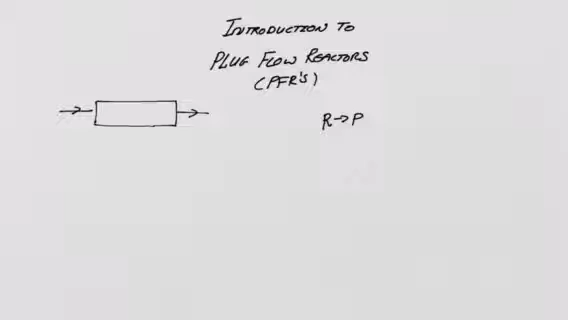 INTRODUCTION TO
PLUG FLOW REACTORS
(PFR'S)
R→P